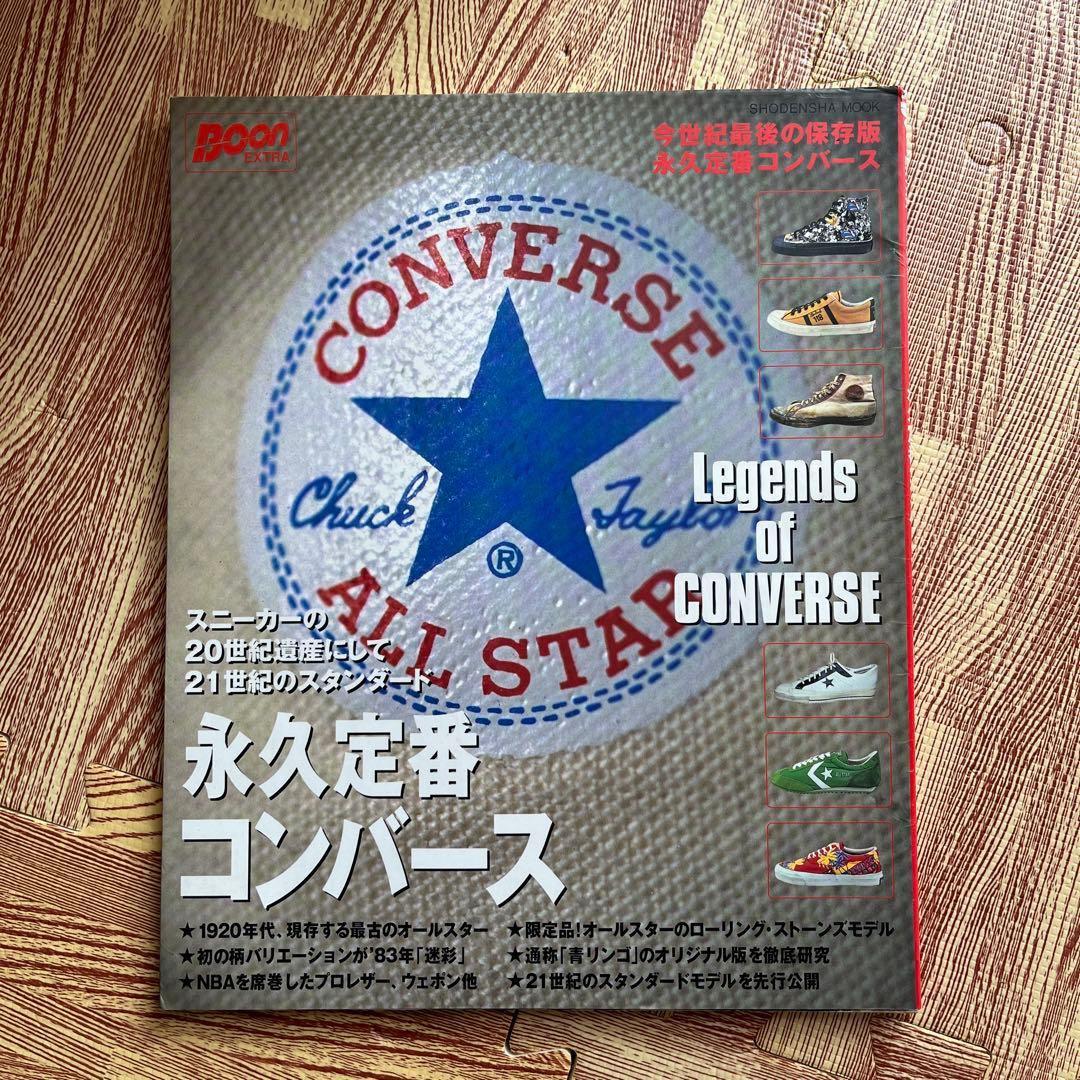 SHODENSHA MOOK
Boon
EXTRA
今世紀最後の保存版
永久定番コンバース
CONVERSE
Chuck Taylor
®
ALL STAR
Legends
of
CONVERSE
スニーカーの
20世紀遺産にして
21世紀のスタンダード
永久定番
コンバース
★1920年代、現存する最古のオールスター
★初の柄バリエーションが'83年「迷彩」
★NBAを席巻したプロレザー、ウェポン他
★限定品!オールスターのローリング・ストーンズモデル
★通称「青リンゴ」のオリジナル版を徹底研究
★21世紀のスタンダードモデルを先行公開